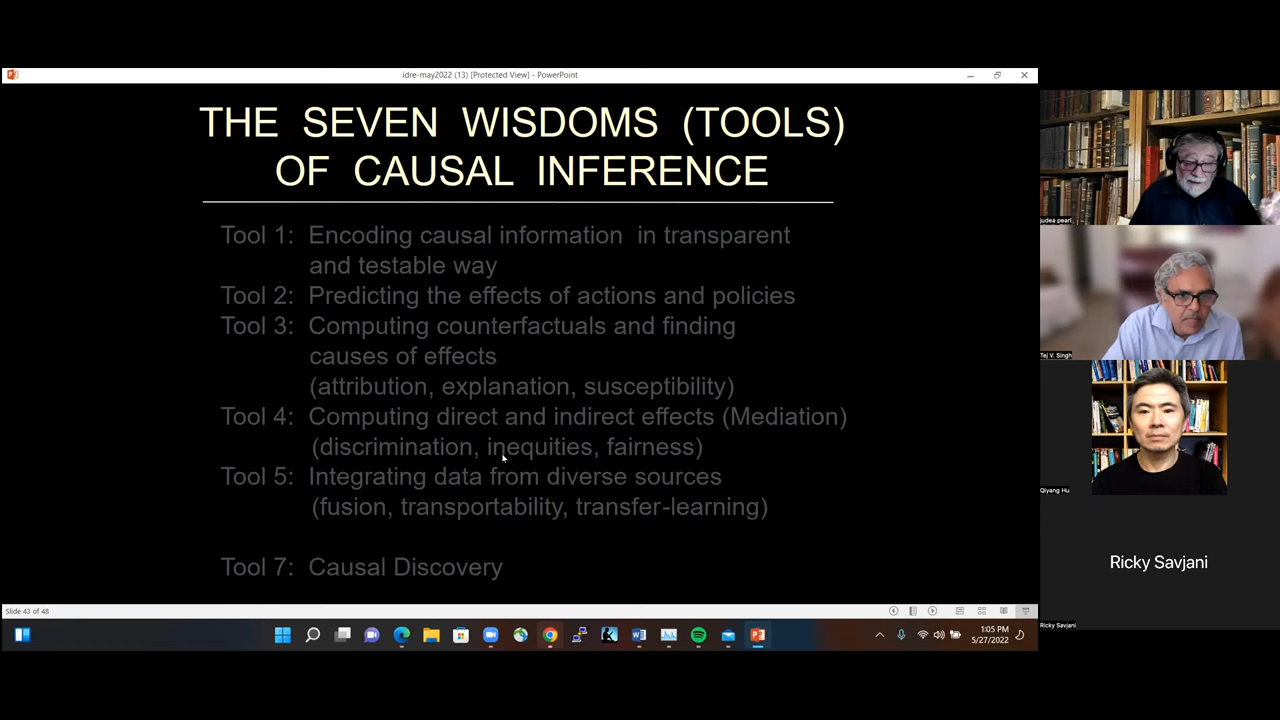 idre-may2022 (13) [Protected View] - PowerPoint
THE SEVEN WISDOMS (TOOLS)
OF CAUSAL INFERENCE
Tool 1: Encoding causal information in transparent
and testable way
Tool 2: Predicting the effects of actions and policies
Tool 3: Computing counterfactuals and finding
causes of effects
(attribution, explanation, susceptibility)
Tool 4: Computing direct and indirect effects (Mediation)
(discrimination, inequities, fairness)
Tool 5: Integrating data from diverse sources
(fusion, transportability, transfer-learning)
Tool 7: Causal Discovery
Slide 43 of 48
1:05 PM
5/27/2022
judea pearl
Tej V. Singh
Qiyang Hu
Ricky Savjani
Ricky Savjani